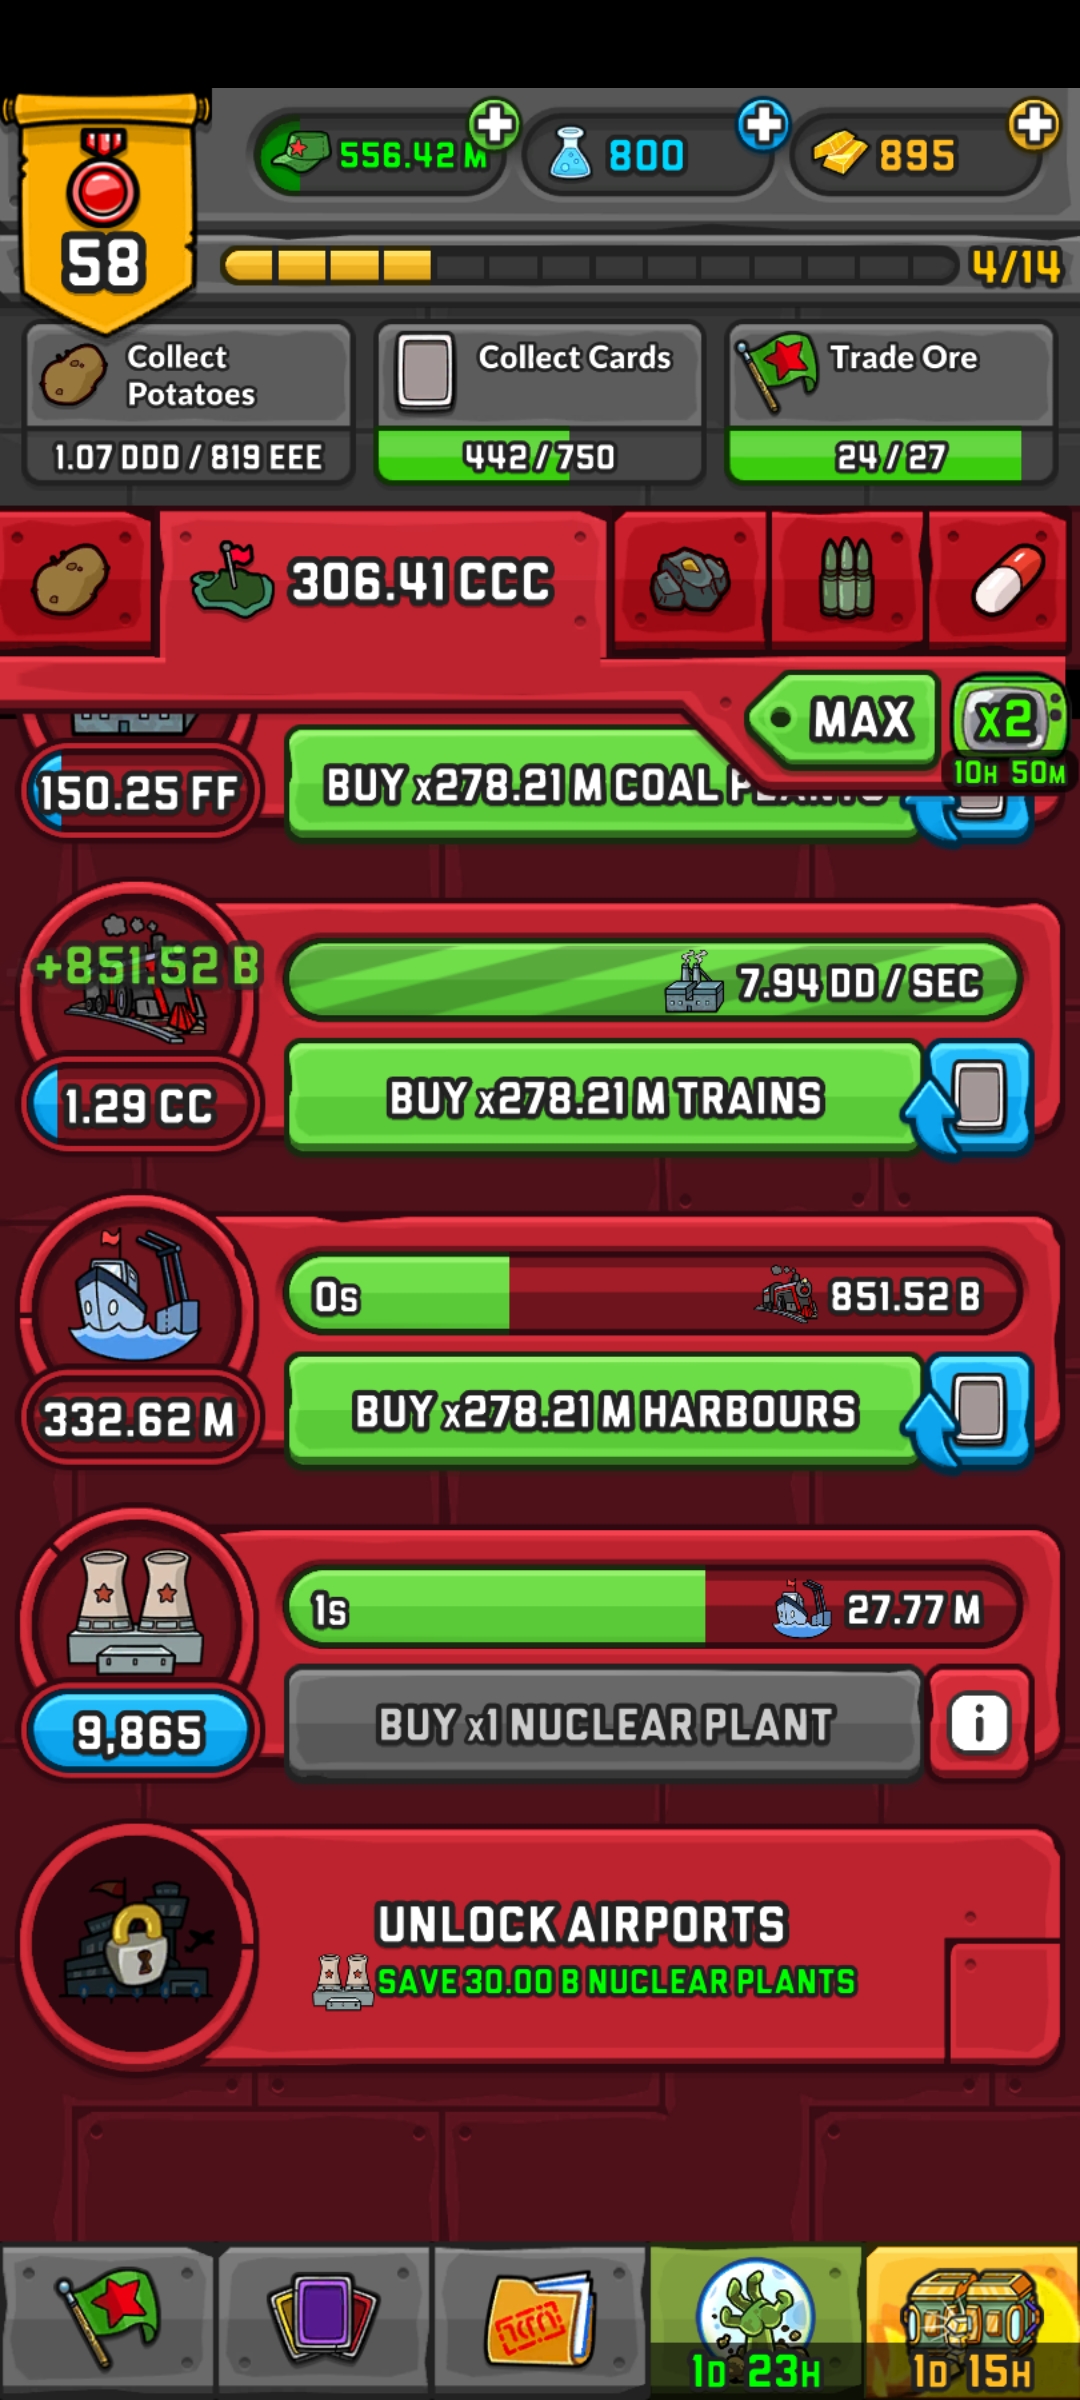 556.42 M
800
895
58
4/14
Collect
Potatoes
Collect Cards
Trade Ore
1.07 DDD / 819 EEE
442/750
24/27
306.41 CCC
MAX
x2
10H 50M
150.25 FF
BUY x278.21 M COAL PLANTS
+851.52 B
7.94 DD / SEC
1.29 CC
BUY x278.21 M TRAINS
0s
851.52 B
332.62 M
BUY x278.21 M HARBOURS
1s
27.77 M
9,865
BUY x1 NUCLEAR PLANT
i
UNLOCK AIRPORTS
SAVE 30.00 B NUCLEAR PLANTS
1D 23H
1D 15H